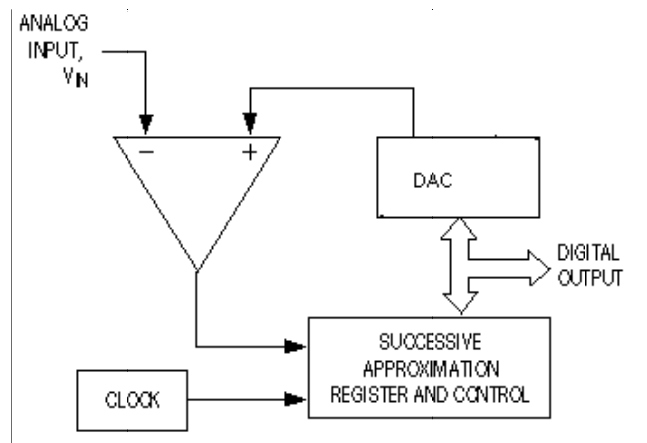 ANALOG
INPUT,
VIN
−
+
DAC
DIGITAL
OUTPUT
SUCCESSIVE
APPROXIMATION
REGISTER AND CONTROL
CLOCK